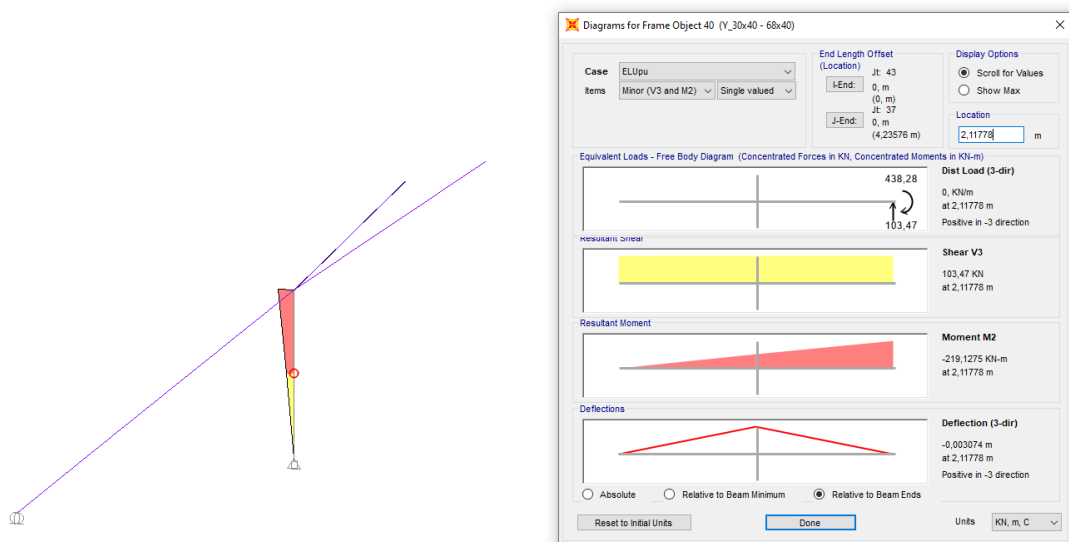 Diagrams for Frame Object 40 (Y_30x40 - 68x40)
Case ELUpu
Items Minor (V3 and M2) Single valued
End Length Offset
(Location)
I-End:
Jt: 43
0, m
(0, m)
J-End:
Jt: 37
0, m
(4,23576 m)
Display Options
Scroll for Values
Show Max
Location
2,11778 m
Equivalent Loads - Free Body Diagram (Concentrated Forces in KN, Concentrated Moments in KN-m)
438,28
103,47
Dist Load (3-dir)
0, KN/m
at 2,11778 m
Positive in -3 direction
Resultant Shear
Shear V3
103,47 KN
at 2,11778 m
Resultant Moment
Moment M2
-219,1275 KN-m
at 2,11778 m
Deflections
Deflection (3-dir)
-0,003074 m
at 2,11778 m
Positive in -3 direction
Absolute Relative to Beam Minimum Relative to Beam Ends
Reset to Initial Units Done Units KN, m, C